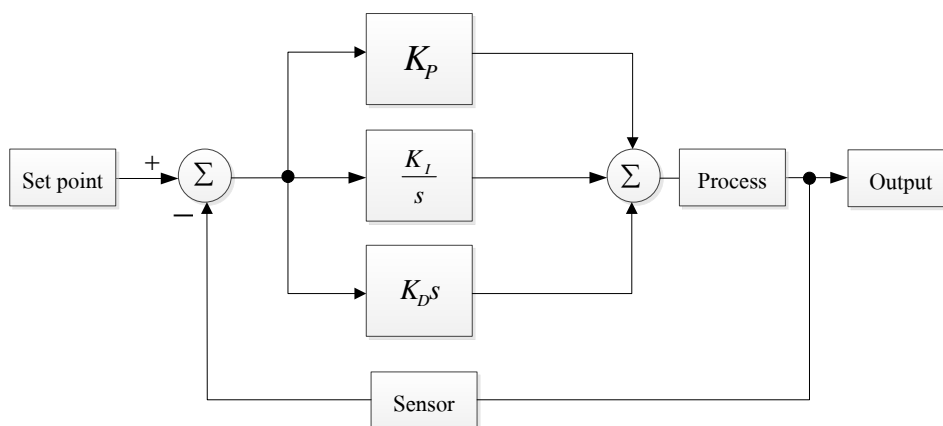 K_P
Set point
+
−
Σ
K_I
s
Σ
Process
Output
K_D s
Sensor